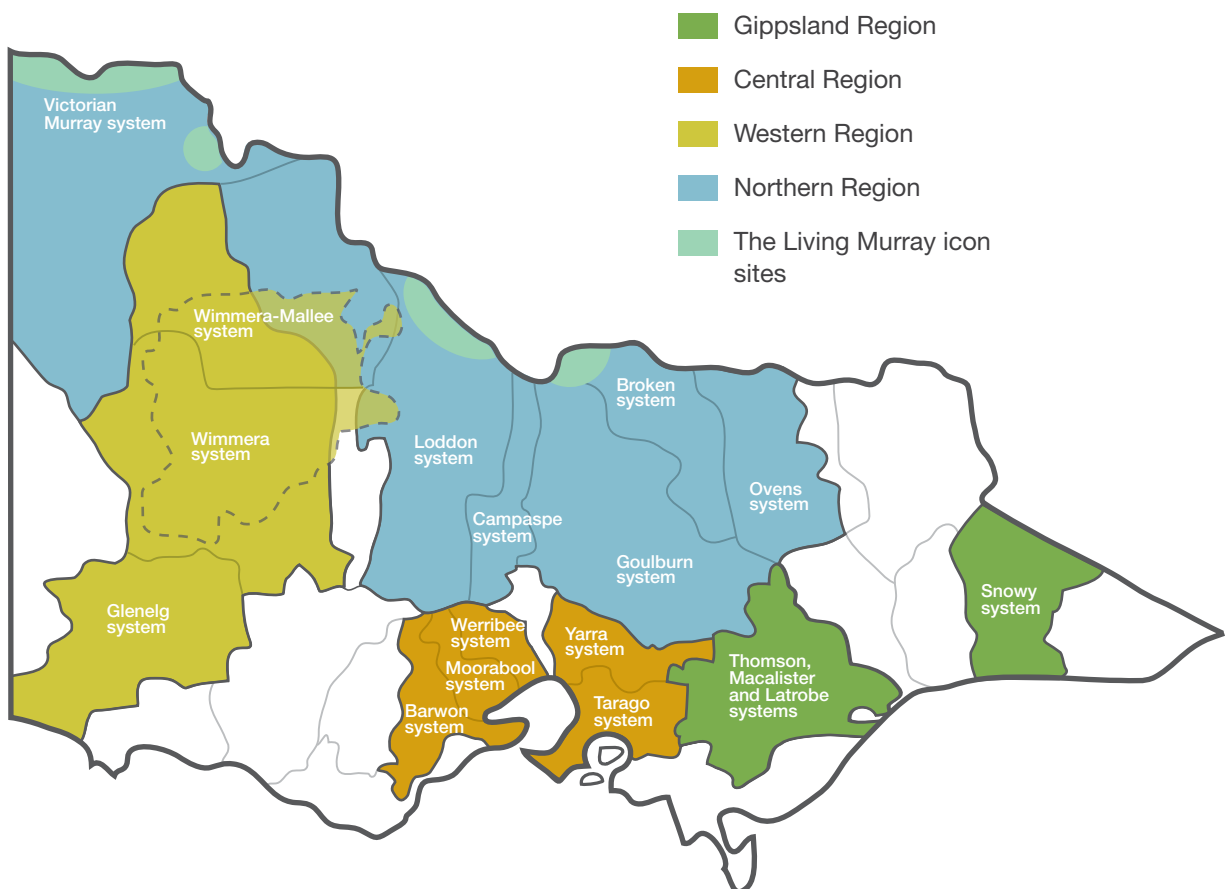 Gippsland Region
Central Region
Western Region
Northern Region
The Living Murray icon
sites
Victorian
Murray system
Wimmera-Mallee
system
Wimmera
system
Loddon
system
Broken
system
Ovens
system
Campaspe
system
Goulburn
system
Glenelg
system
Werribee
system
Moorabool
system
Barwon
system
Yarra
system
Tarago
system
Thomson,
Macalister
and Latrobe
systems
Snowy
system